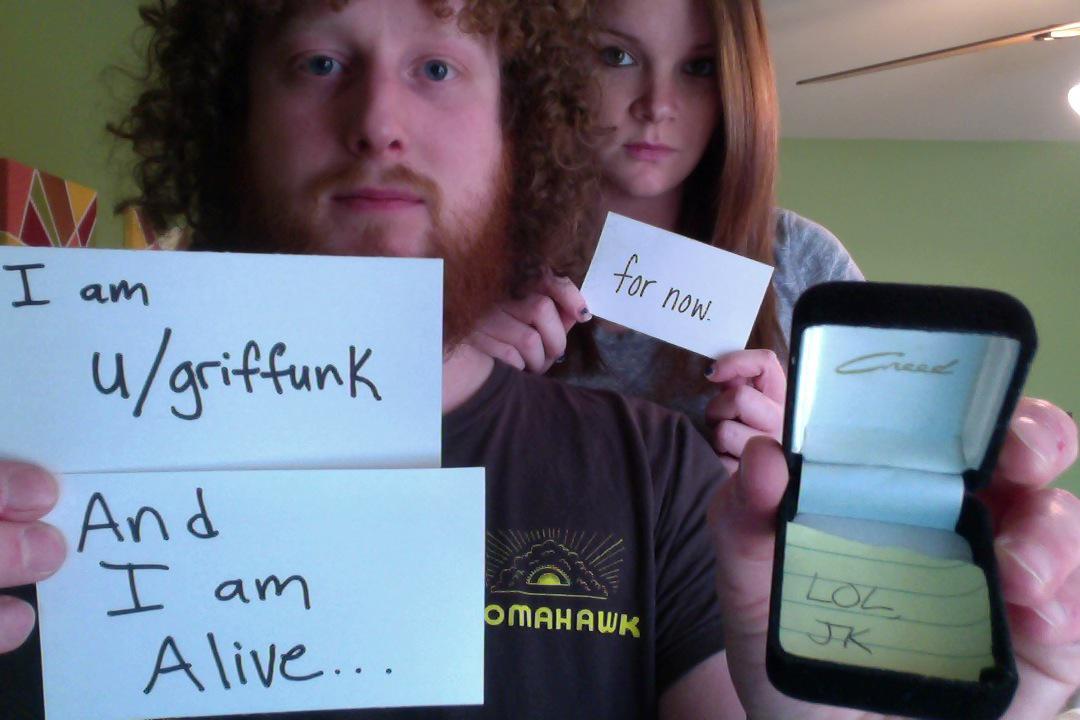 I am
u/griffunk
And
I am
Alive...
for now.
OMAHAWK
Creed
LOL
JK